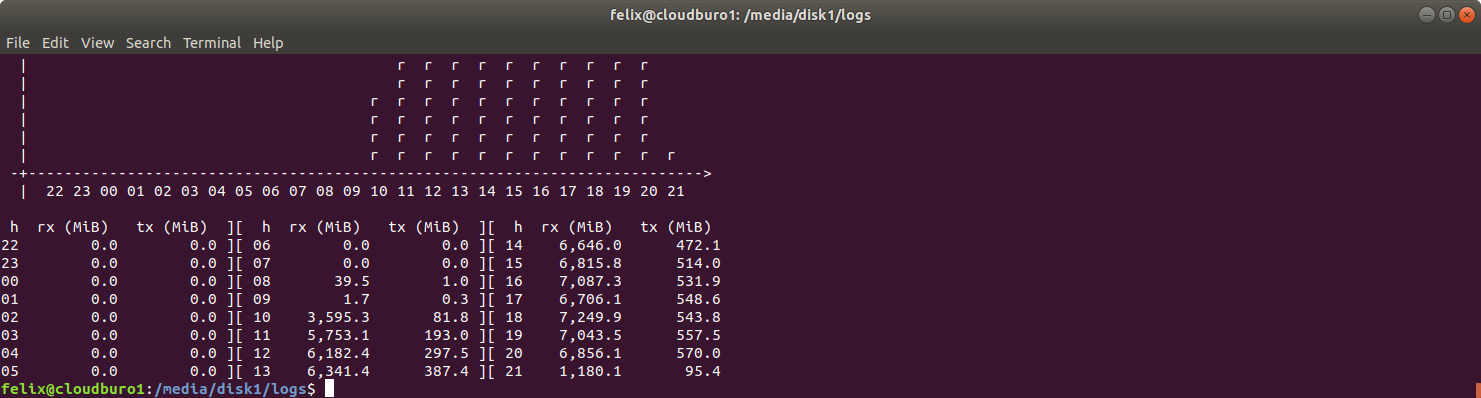 felix@cloudburo1: /media/disk1/logs
File Edit View Search Terminal Help
| r r r r r r r r r r
| r r r r r r r r r r
| r r r r r r r r r r r
| r r r r r r r r r r r
| r r r r r r r r r r r
| r r r r r r r r r r r r
-+--------------------------------------------------------------------------->
| 22 23 00 01 02 03 04 05 06 07 08 09 10 11 12 13 14 15 16 17 18 19 20 21
h rx (MiB) tx (MiB) ][ h rx (MiB) tx (MiB) ][ h rx (MiB) tx (MiB)
22 0.0 0.0 ][ 06 0.0 0.0 ][ 14 6,646.0 472.1
23 0.0 0.0 ][ 07 0.0 0.0 ][ 15 6,815.8 514.0
00 0.0 0.0 ][ 08 39.5 1.0 ][ 16 7,087.3 531.9
01 0.0 0.0 ][ 09 1.7 0.3 ][ 17 6,706.1 548.6
02 0.0 0.0 ][ 10 3,595.3 81.8 ][ 18 7,249.9 543.8
03 0.0 0.0 ][ 11 5,753.1 193.0 ][ 19 7,043.5 557.5
04 0.0 0.0 ][ 12 6,182.4 297.5 ][ 20 6,856.1 570.0
05 0.0 0.0 ][ 13 6,341.4 387.4 ][ 21 1,180.1 95.4
felix@cloudburo1:/media/disk1/logs$